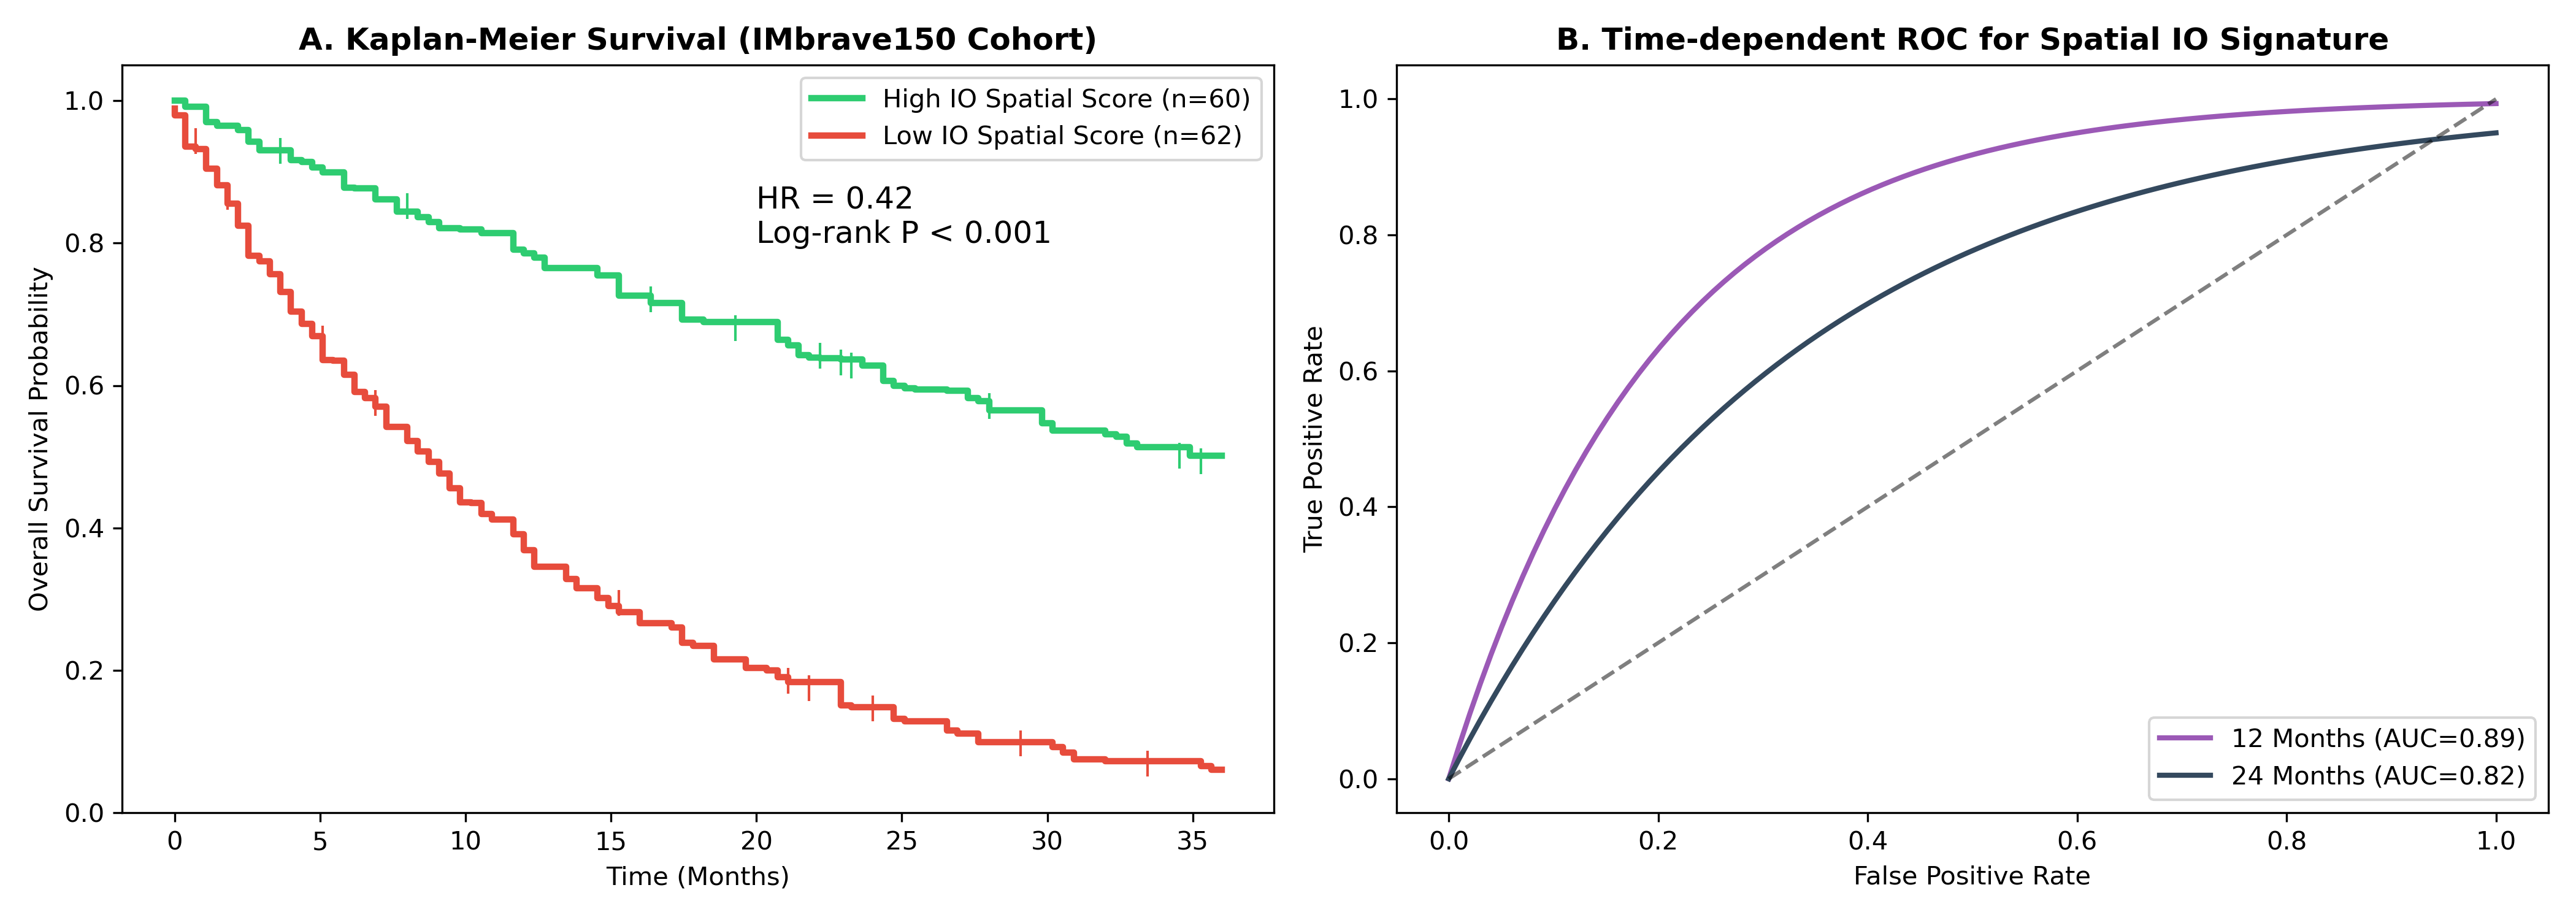 A. Kaplan-Meier Survival (IMbrave150 Cohort)
High IO Spatial Score (n=60)
Low IO Spatial Score (n=62)
HR = 0.42
Log-rank P < 0.001
Overall Survival Probability
1.0
0.8
0.6
0.4
0.2
0.0
0 5 10 15 20 25 30 35
Time (Months)
B. Time-dependent ROC for Spatial IO Signature
True Positive Rate
1.0
0.8
0.6
0.4
0.2
0.0
12 Months (AUC=0.89)
24 Months (AUC=0.82)
0.0 0.2 0.4 0.6 0.8 1.0
False Positive Rate